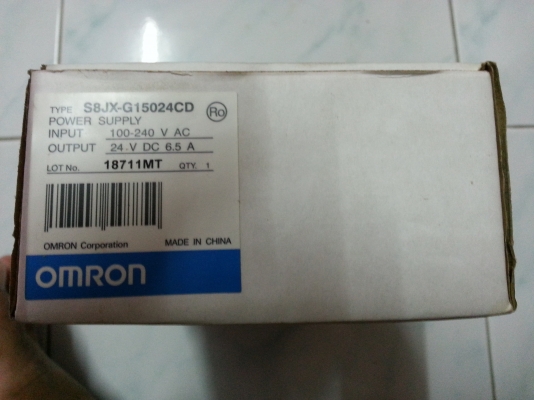 TYPE S8JX-G15024CD Ro
POWER SUPPLY
INPUT 100-240 V AC
OUTPUT 24 V DC 6.5 A
LOT No. 18711MT QTY. 1
OMRON Corporation MADE IN CHINA
OMRON